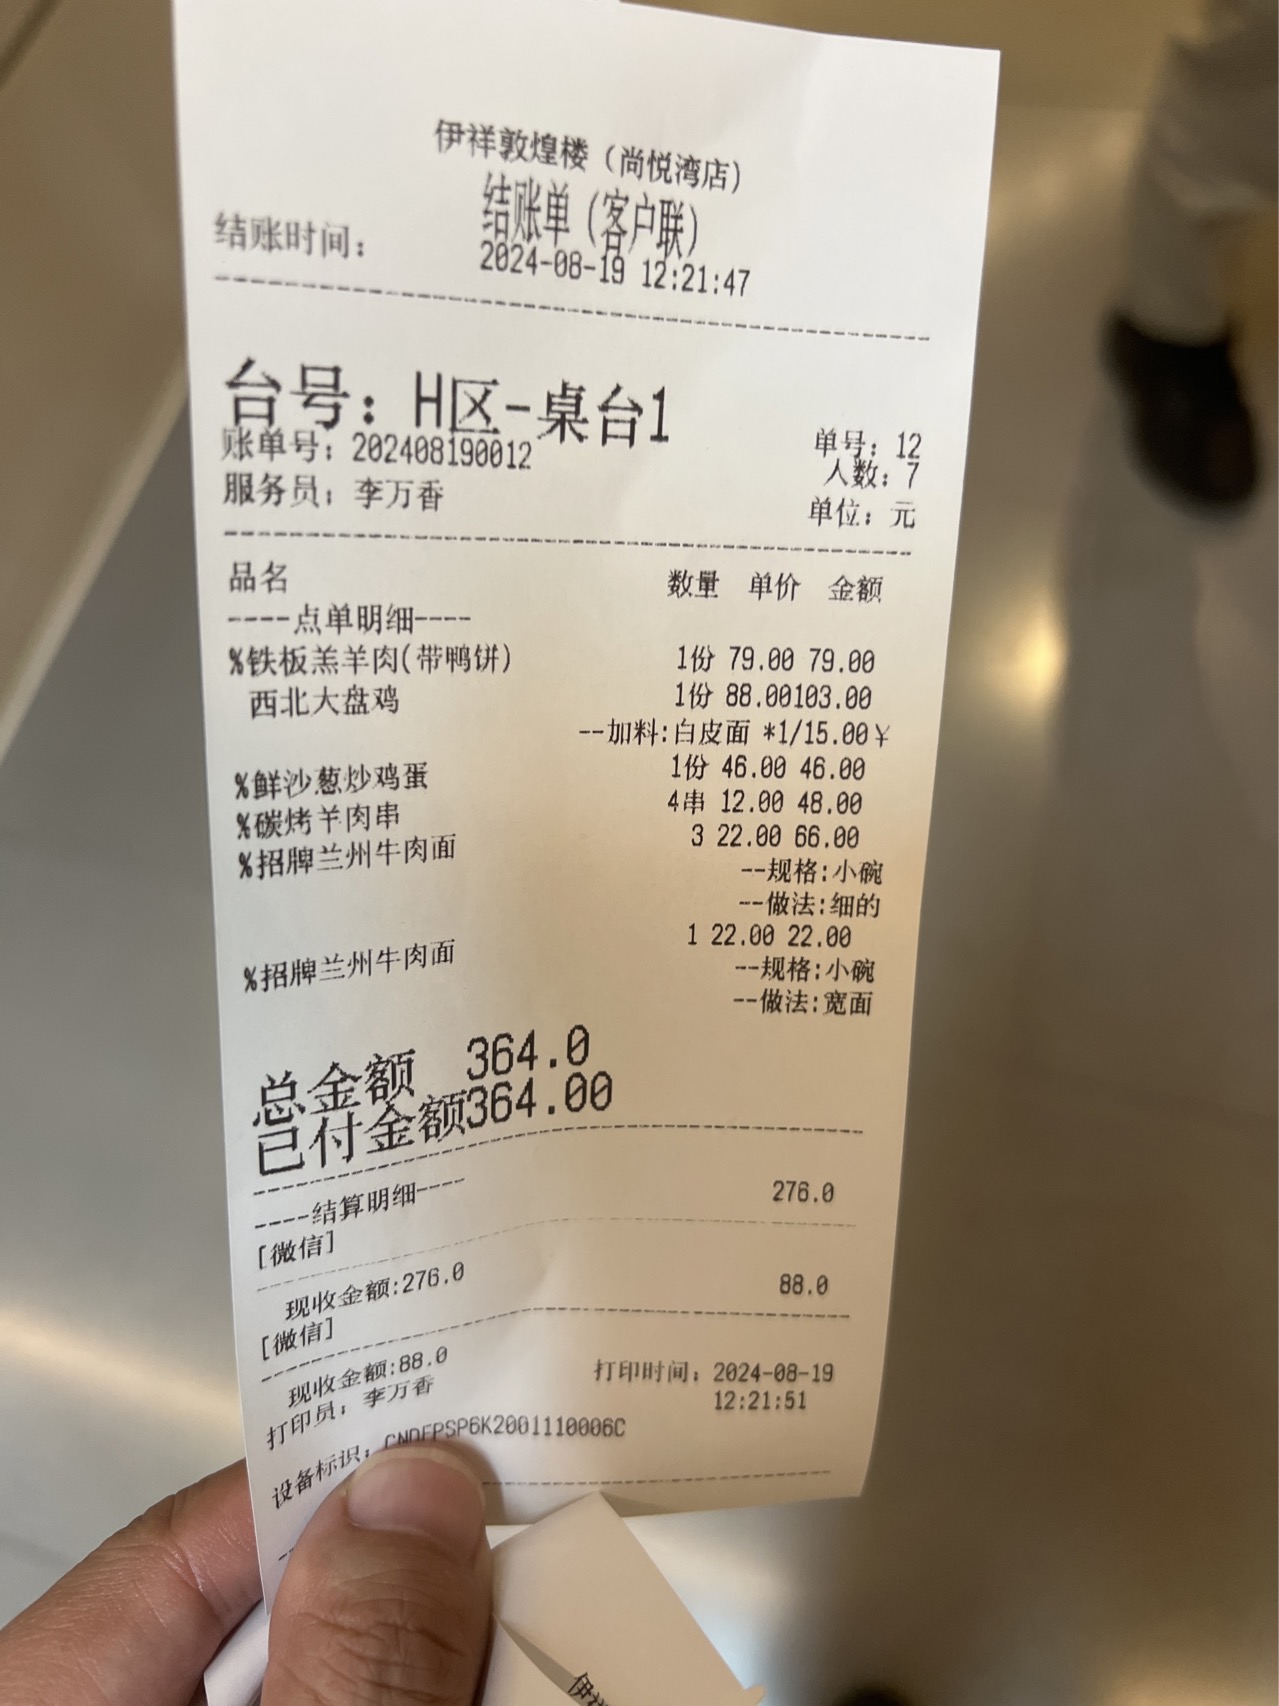 伊祥敦煌楼（尚悦湾店）
结账单（客户联）
结账时间： 2024-08-19 12:21:47
台号：H区-桌台1
账单号：202408190012 单号：12
人数：7
服务员：李万香 单位：元
品名 数量 单价 金额
----点单明细----
%铁板羔羊肉(带鸭饼) 1份 79.00 79.00
西北大盘鸡 1份 88.00103.00
--加料:白皮面 *1/15.00¥
%鲜沙葱炒鸡蛋 1份 46.00 46.00
%碳烤羊肉串 4串 12.00 48.00
%招牌兰州牛肉面 3 22.00 66.00
--规格:小碗
--做法:细的
%招牌兰州牛肉面 1 22.00 22.00
--规格:小碗
--做法:宽面
总金额 364.0
已付金额364.00
----结算明细----
[微信] 276.0
现收金额:276.0
[微信] 88.0
现收金额:88.0
打印员：李万香 打印时间：2024-08-19
12:21:51
设备标识：